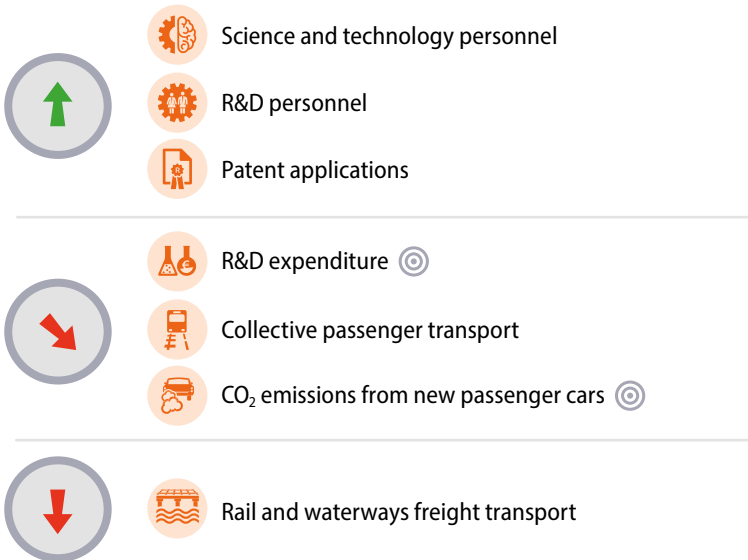 Science and technology personnel
R&D personnel
Patent applications
R&D expenditure
Collective passenger transport
CO₂ emissions from new passenger cars
Rail and waterways freight transport